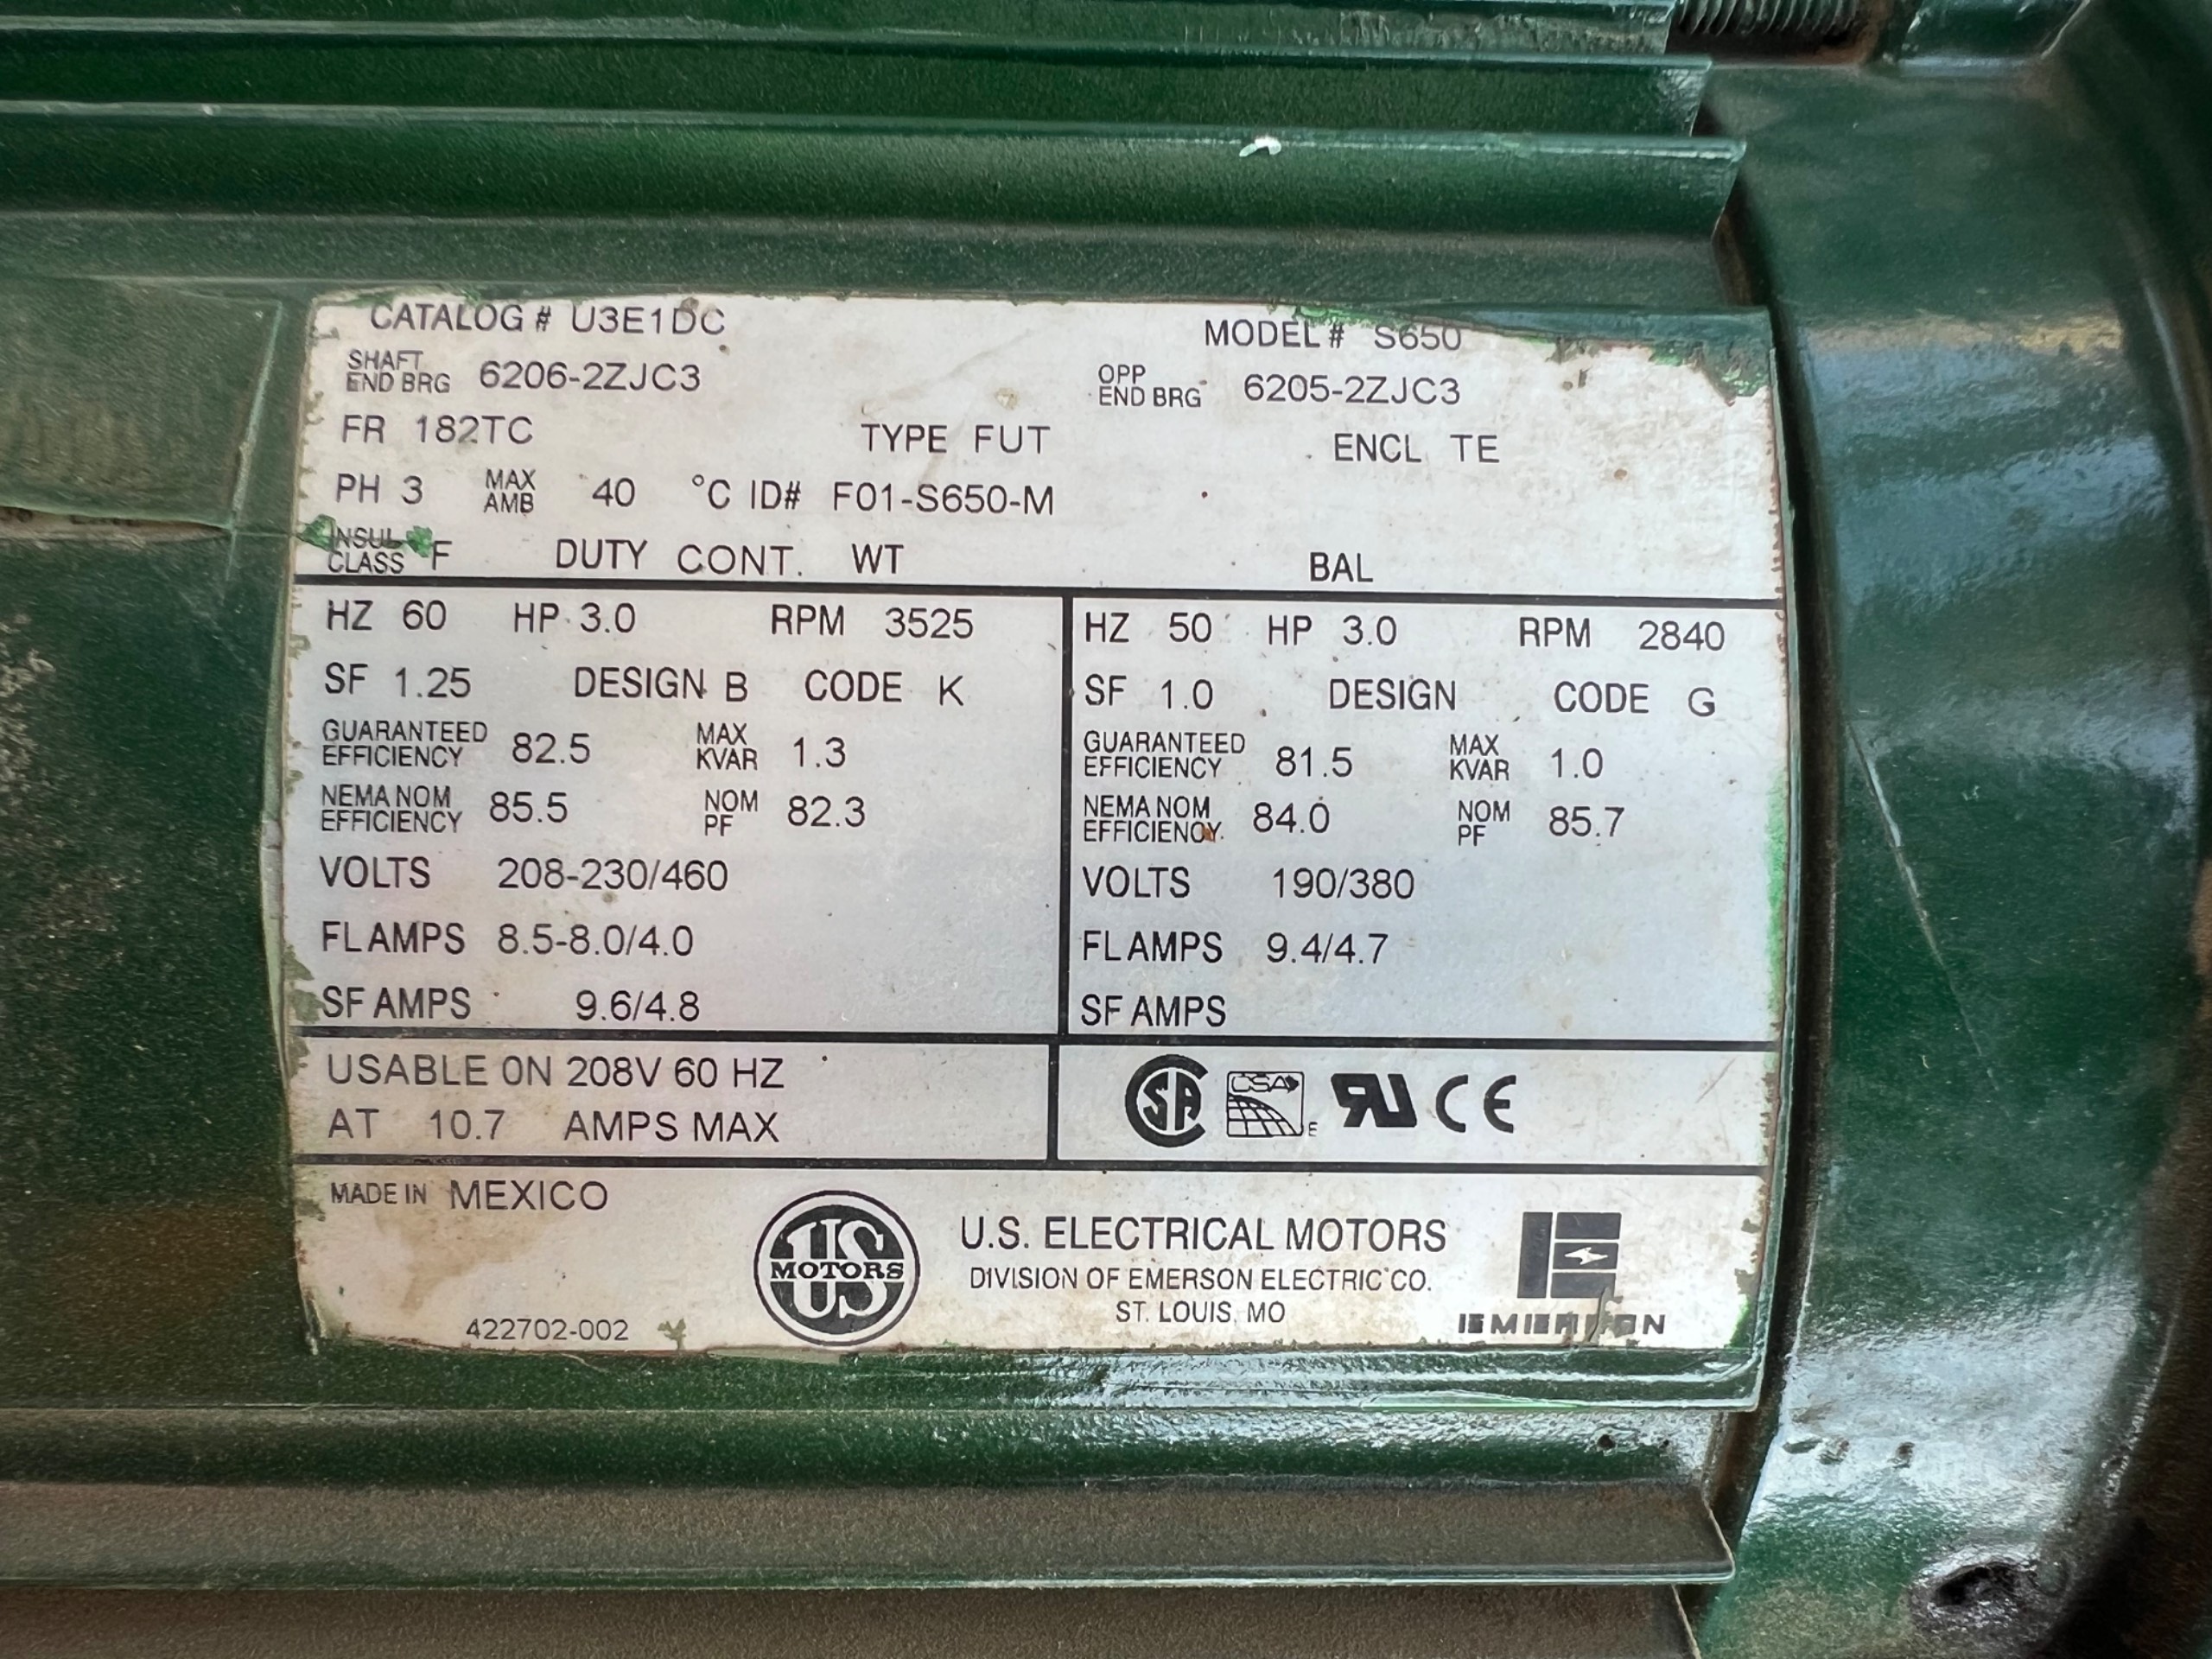 CATALOG # U3E1DC MODEL # S650
SHAFT END BRG 6206-2ZJC3 OPP END BRG 6205-2ZJC3
FR 182TC TYPE FUT ENCL TE
PH 3 MAX AMB 40 °C ID# F01-S650-M
INSUL CLASS F DUTY CONT. WT BAL
HZ 60 HP 3.0 RPM 3525
SF 1.25 DESIGN B CODE K
GUARANTEED EFFICIENCY 82.5 MAX KVAR 1.3
NEMA NOM EFFICIENCY 85.5 NOM PF 82.3
VOLTS 208-230/460
FL AMPS 8.5-8.0/4.0
SF AMPS 9.6/4.8
HZ 50 HP 3.0 RPM 2840
SF 1.0 DESIGN CODE G
GUARANTEED EFFICIENCY 81.5 MAX KVAR 1.0
NEMA NOM EFFICIENCY 84.0 NOM PF 85.7
VOLTS 190/380
FL AMPS 9.4/4.7
SF AMPS
USABLE ON 208V 60 HZ
AT 10.7 AMPS MAX
SA CSA E RU CE
MADE IN MEXICO
US MOTORS US
U.S. ELECTRICAL MOTORS
DIVISION OF EMERSON ELECTRIC CO.
ST. LOUIS, MO
EMERSON
422702-002